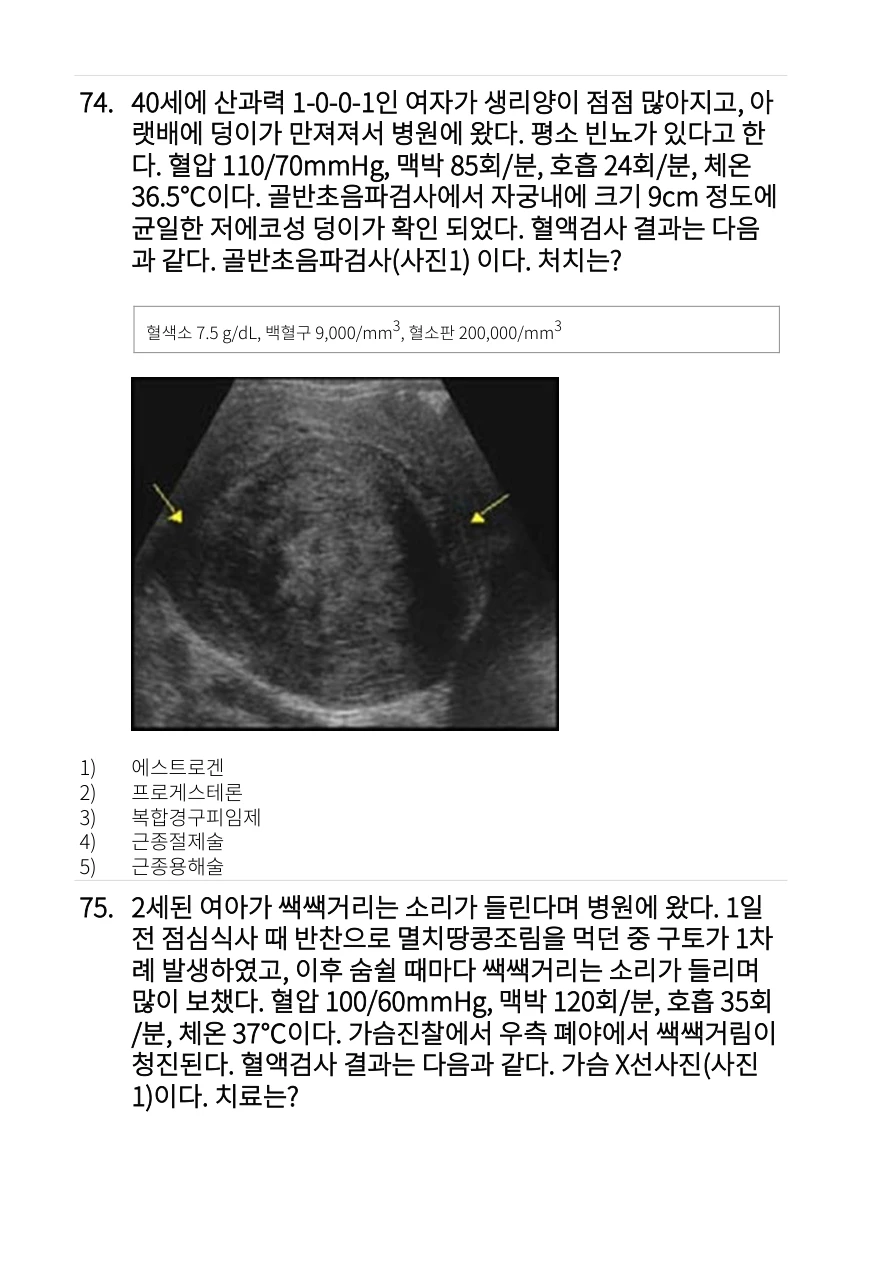 74. 40세에 산과력 1-0-0-1인 여자가 생리양이 점점 많아지고, 아
랫배에 덩이가 만져져서 병원에 왔다. 평소 빈뇨가 있다고 한
다. 혈압 110/70mmHg, 맥박 85회/분, 호흡 24회/분, 체온
36.5℃이다. 골반초음파검사에서 자궁내에 크기 9cm 정도에
균일한 저에코성 덩이가 확인 되었다. 혈액검사 결과는 다음
과 같다. 골반초음파검사(사진1) 이다. 처치는?
혈색소 7.5 g/dL, 백혈구 9,000/mm³, 혈소판 200,000/mm³
1) 에스트로겐
2) 프로게스테론
3) 복합경구피임제
4) 근종절제술
5) 근종용해술
75. 2세된 여아가 쌕쌕거리는 소리가 들린다며 병원에 왔다. 1일
전 점심식사 때 반찬으로 멸치땅콩조림을 먹던 중 구토가 1차
례 발생하였고, 이후 숨쉴 때마다 쌕쌕거리는 소리가 들리며
많이 보챘다. 혈압 100/60mmHg, 맥박 120회/분, 호흡 35회
/분, 체온 37℃이다. 가슴진찰에서 우측 폐야에서 쌕쌕거림이
청진된다. 혈액검사 결과는 다음과 같다. 가슴 X선사진(사진
1)이다. 치료는?